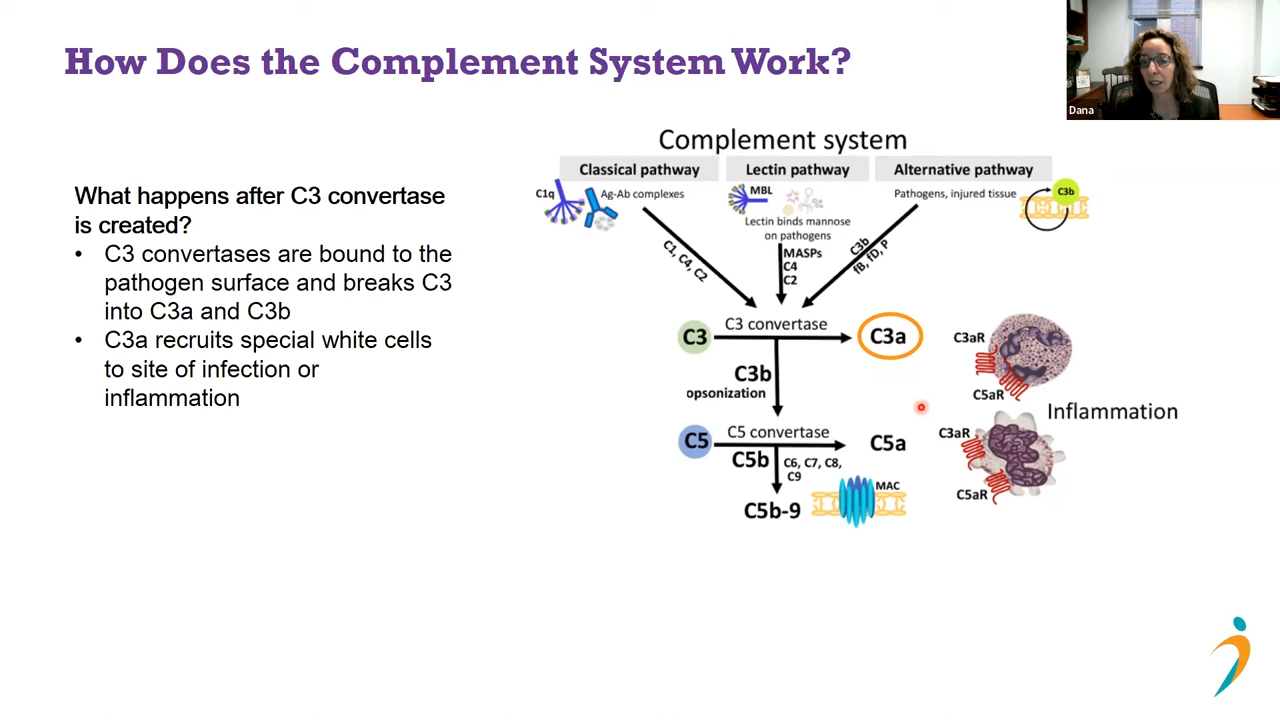 How Does the Complement System Work?
Dana
What happens after C3 convertase
is created?
• C3 convertases are bound to the
pathogen surface and breaks C3
into C3a and C3b
• C3a recruits special white cells
to site of infection or
inflammation
Complement system
Classical pathway
Lectin pathway
Alternative pathway
C1q
Ag-Ab complexes
MBL
Lectin binds mannose
on pathogens
Pathogens, injured tissue
C3b
C1, C4, C2
MASPs
C4
C2
C3b
fB, fD, P
C3
C3 convertase
C3a
C3b
opsonization
C3aR
C5aR
Inflammation
C5
C5 convertase
C5a
C5b
C6, C7, C8,
C9
C3aR
C5aR
MAC
C5b-9